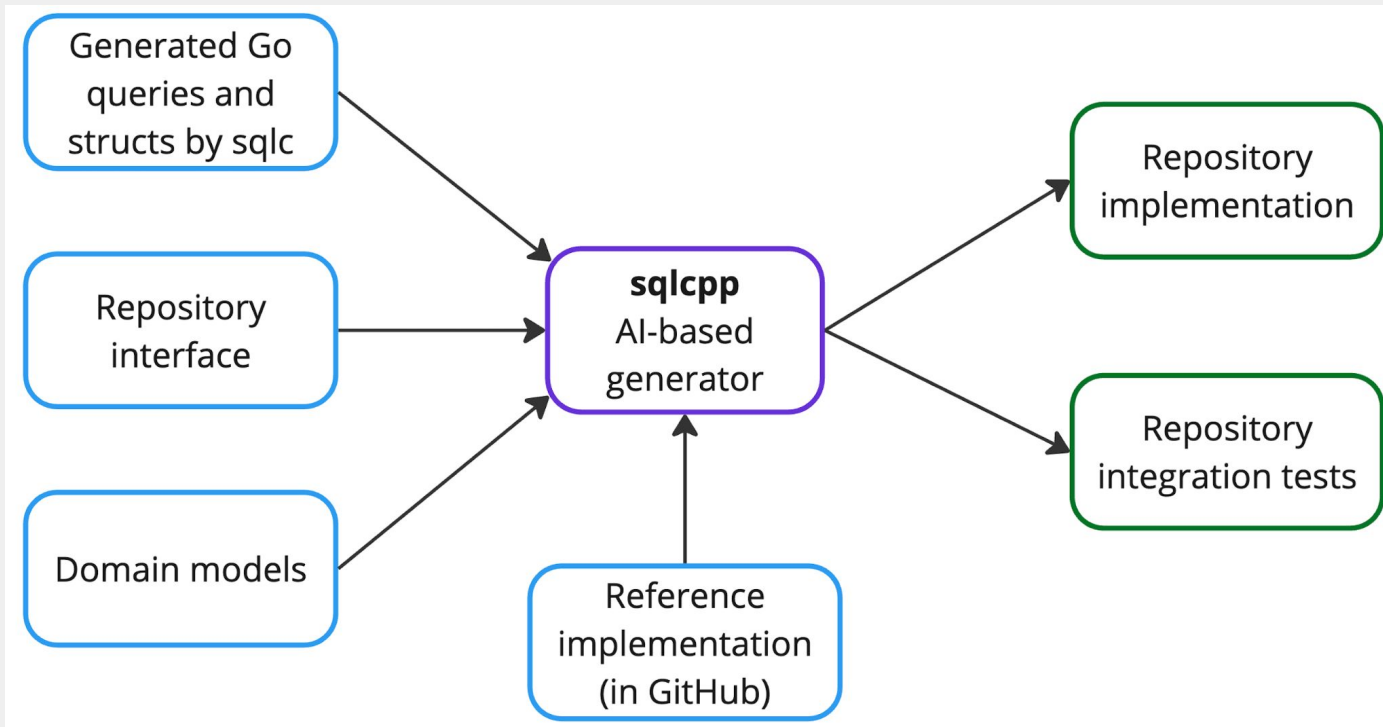 Generated Go
queries and
structs by sqlc
Repository
interface
Domain models
sqlcpp
AI-based
generator
Reference
implementation
(in GitHub)
Repository
implementation
Repository
integration tests